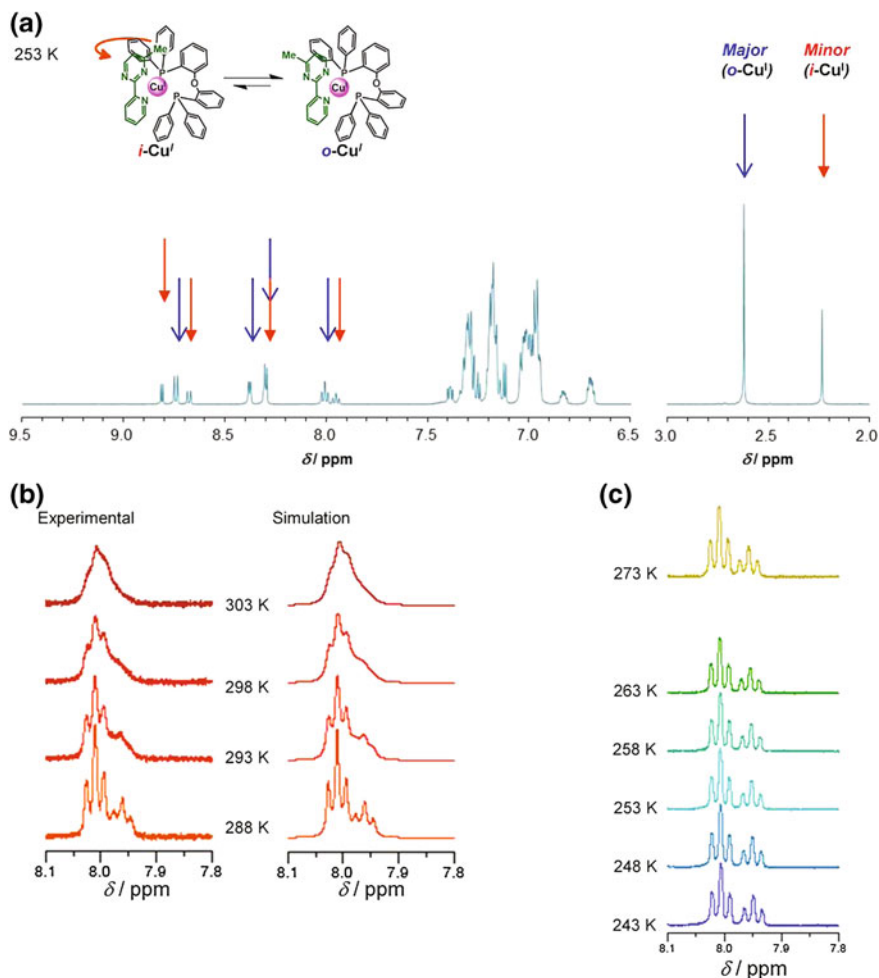 (a)
253 K
Me
N
N
N
P
Cu
O
P
i-Cuᴵ
Me
N
N
N
P
Cu
O
P
o-Cuᴵ
Major
(o-Cuᴵ)
Minor
(i-Cuᴵ)
9.5 9.0 8.5 8.0 7.5 7.0 6.5
δ/ ppm
3.0 2.5 2.0
δ/ ppm
(b)
Experimental
Simulation
303 K
298 K
293 K
288 K
8.1 8.0 7.9 7.8
δ / ppm
8.1 8.0 7.9 7.8
δ / ppm
(c)
273 K
263 K
258 K
253 K
248 K
243 K
8.1 8.0 7.9 7.8
δ / ppm